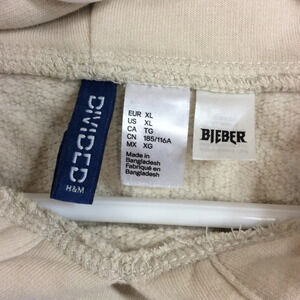 DIVIDED
H&M
EUR XL
US XL
CA TG
CN 185/116A
MX XG
Made in
Bangladesh
Fabriqué en
Bangladesh
BIEBER